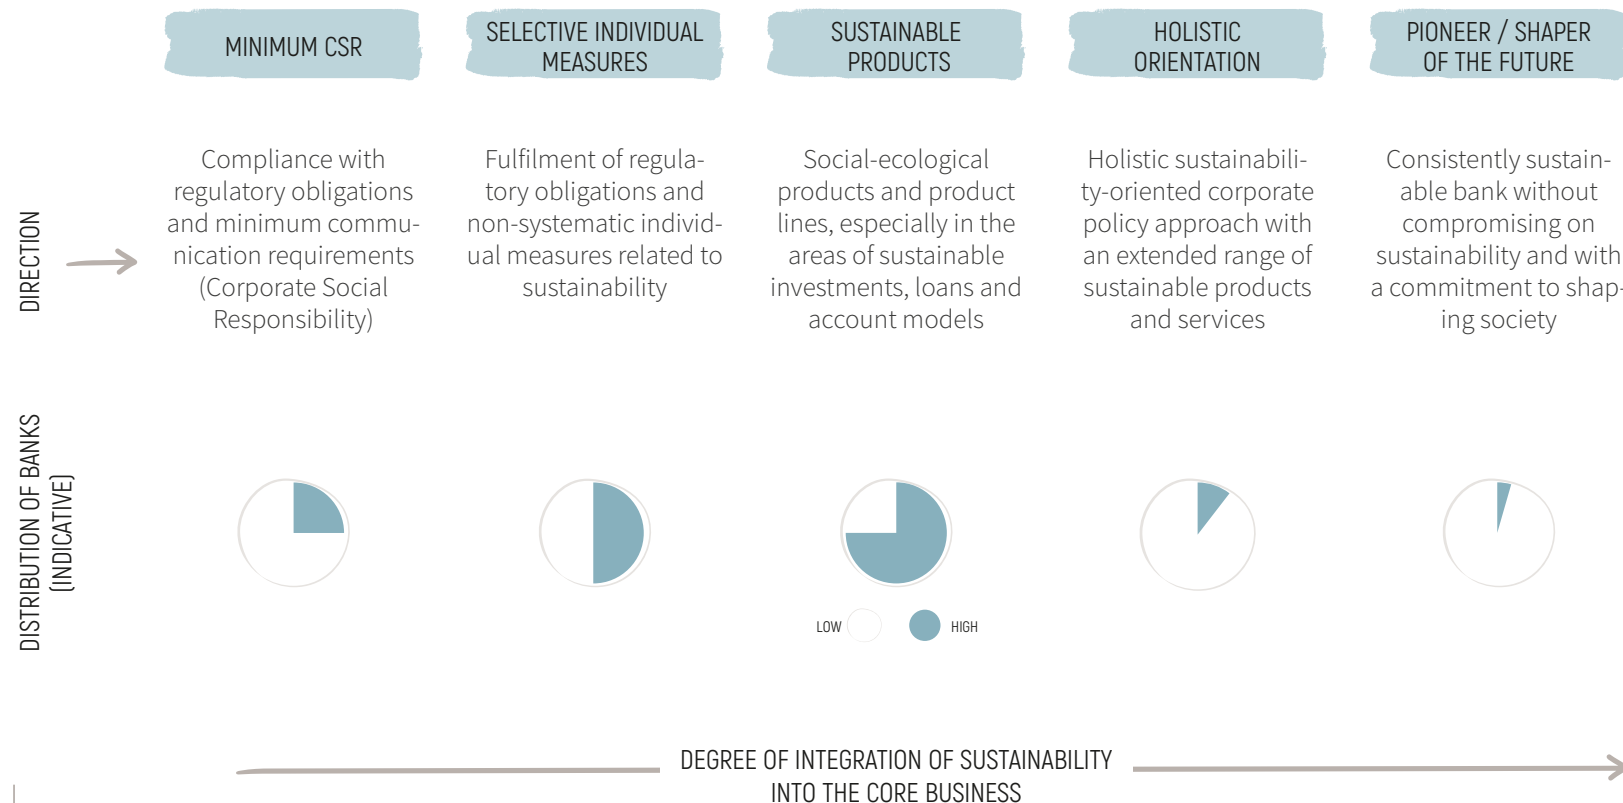 MINIMUM CSR
SELECTIVE INDIVIDUAL
MEASURES
SUSTAINABLE
PRODUCTS
HOLISTIC
ORIENTATION
PIONEER / SHAPER
OF THE FUTURE
DIRECTION
Compliance with
regulatory obligations
and minimum commu-
nication requirements
(Corporate Social
Responsibility)
Fulfilment of regula-
tory obligations and
non-systematic individ-
ual measures related to
sustainability
Social-ecological
products and product
lines, especially in the
areas of sustainable
investments, loans and
account models
Holistic sustainabili-
ty-oriented corporate
policy approach with
an extended range of
sustainable products
and services
Consistently sustain-
able bank without
compromising on
sustainability and with
a commitment to shap-
ing society
DISTRIBUTION OF BANKS
(INDICATIVE)
LOW
HIGH
DEGREE OF INTEGRATION OF SUSTAINABILITY
INTO THE CORE BUSINESS